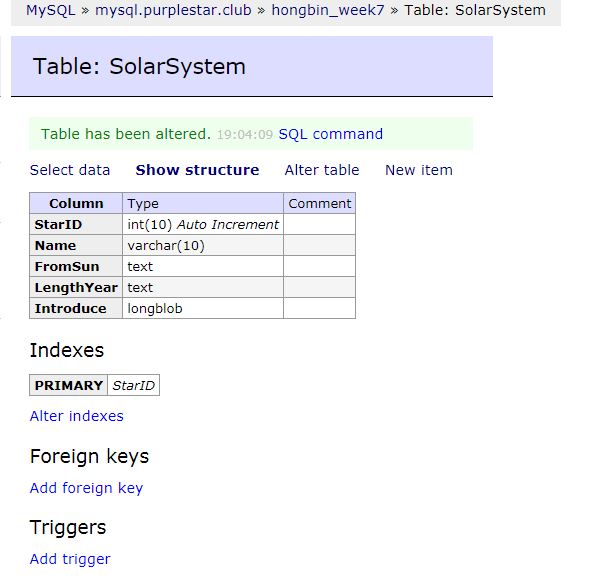 MySQL » mysql.purplestar.club » hongbin_week7 » Table: SolarSystem
Table: SolarSystem
Table has been altered. 19:04:09 SQL command
Select data Show structure Alter table New item
Column Type Comment
StarID int(10) Auto Increment
Name varchar(10)
FromSun text
LengthYear text
Introduce longblob
Indexes
PRIMARY StarID
Alter indexes
Foreign keys
Add foreign key
Triggers
Add trigger